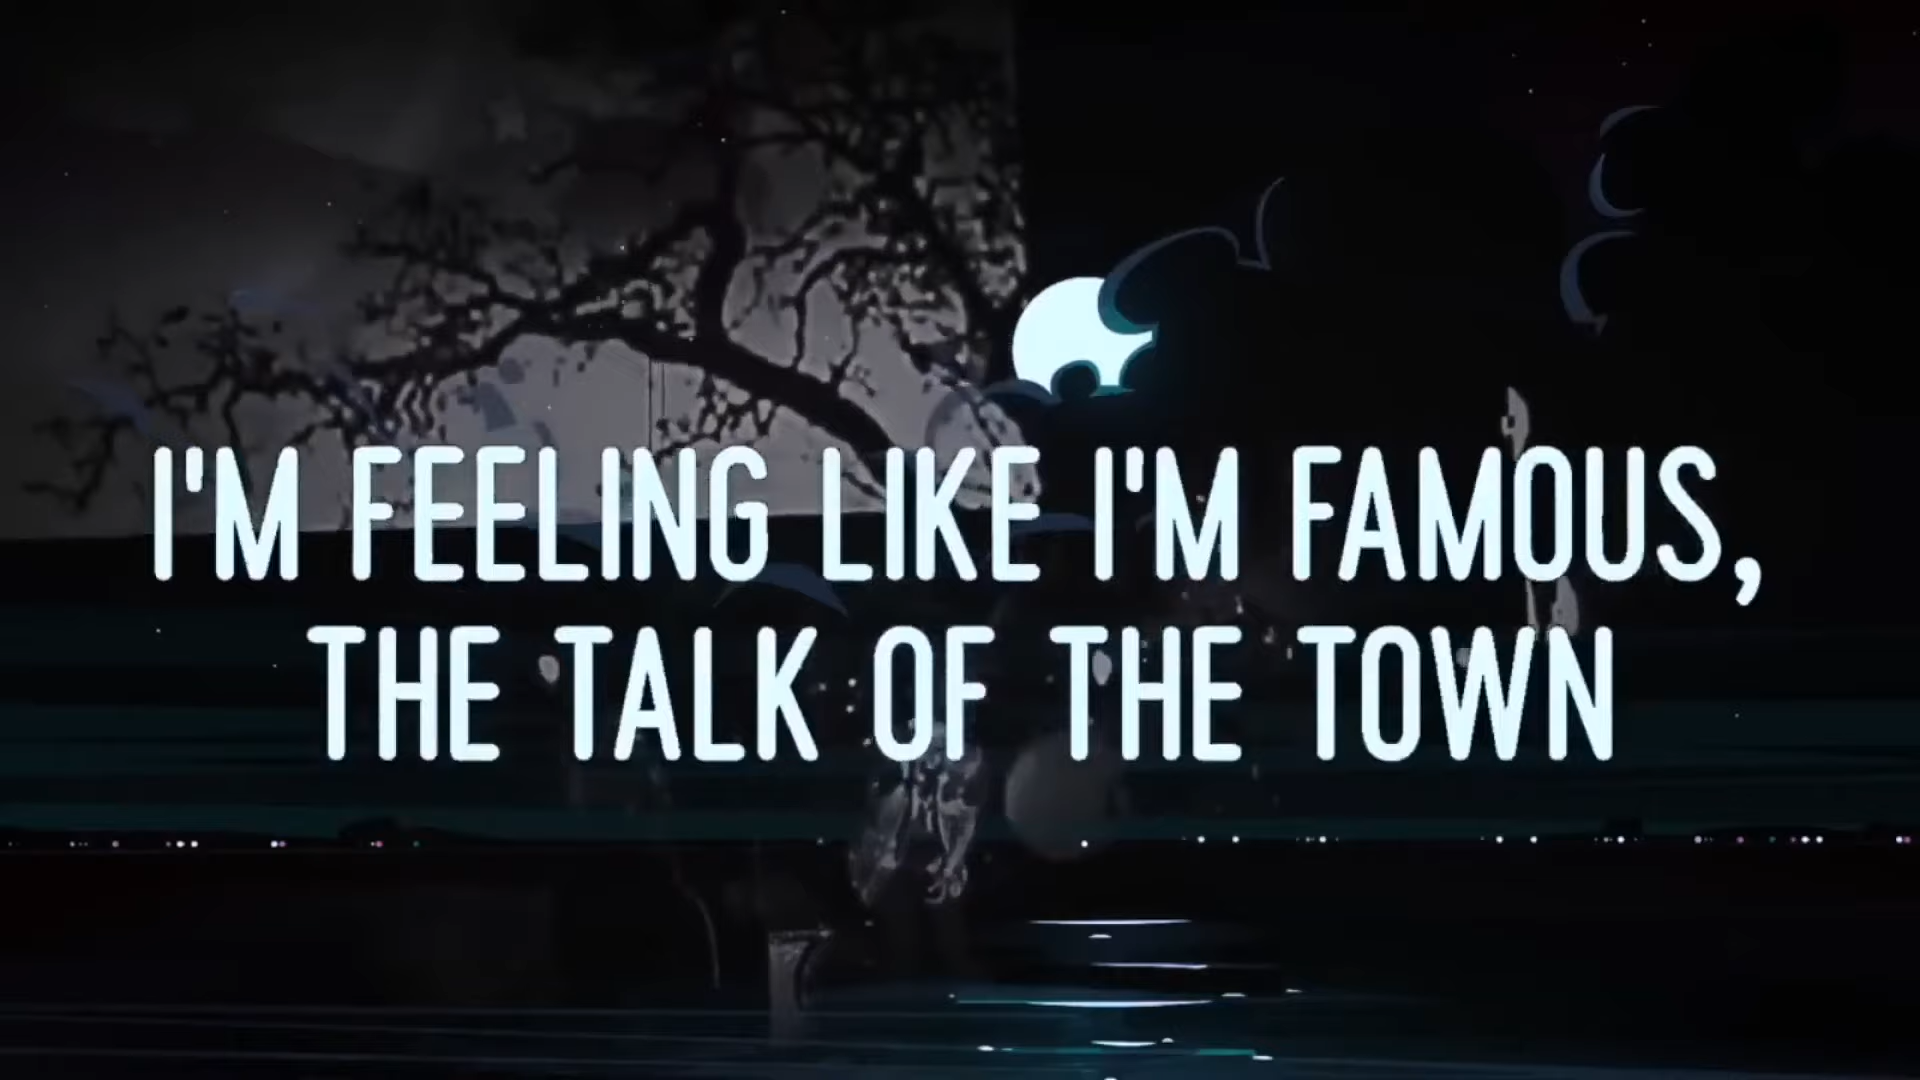 I'M FEELING LIKE I'M FAMOUS,
THE TALK OF THE TOWN